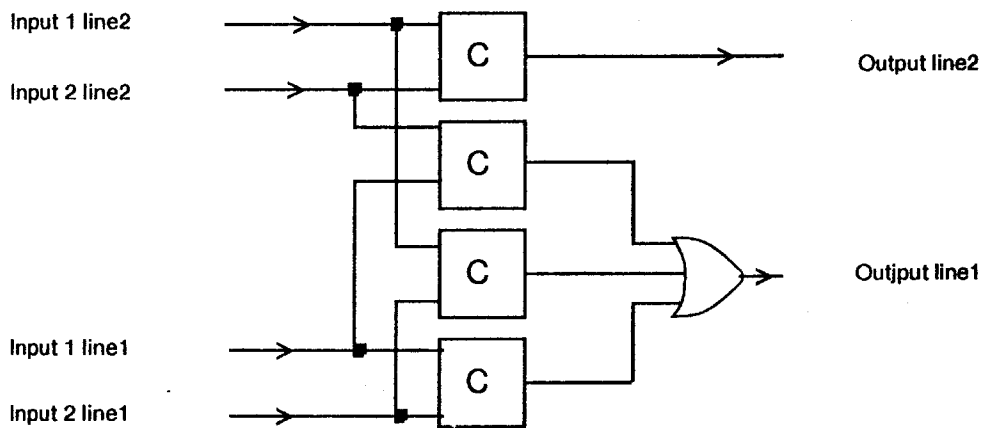 Input 1 line2
C
Output line2
Input 2 line2
C
C
Outjput line1
Input 1 line1
C
Input 2 line1